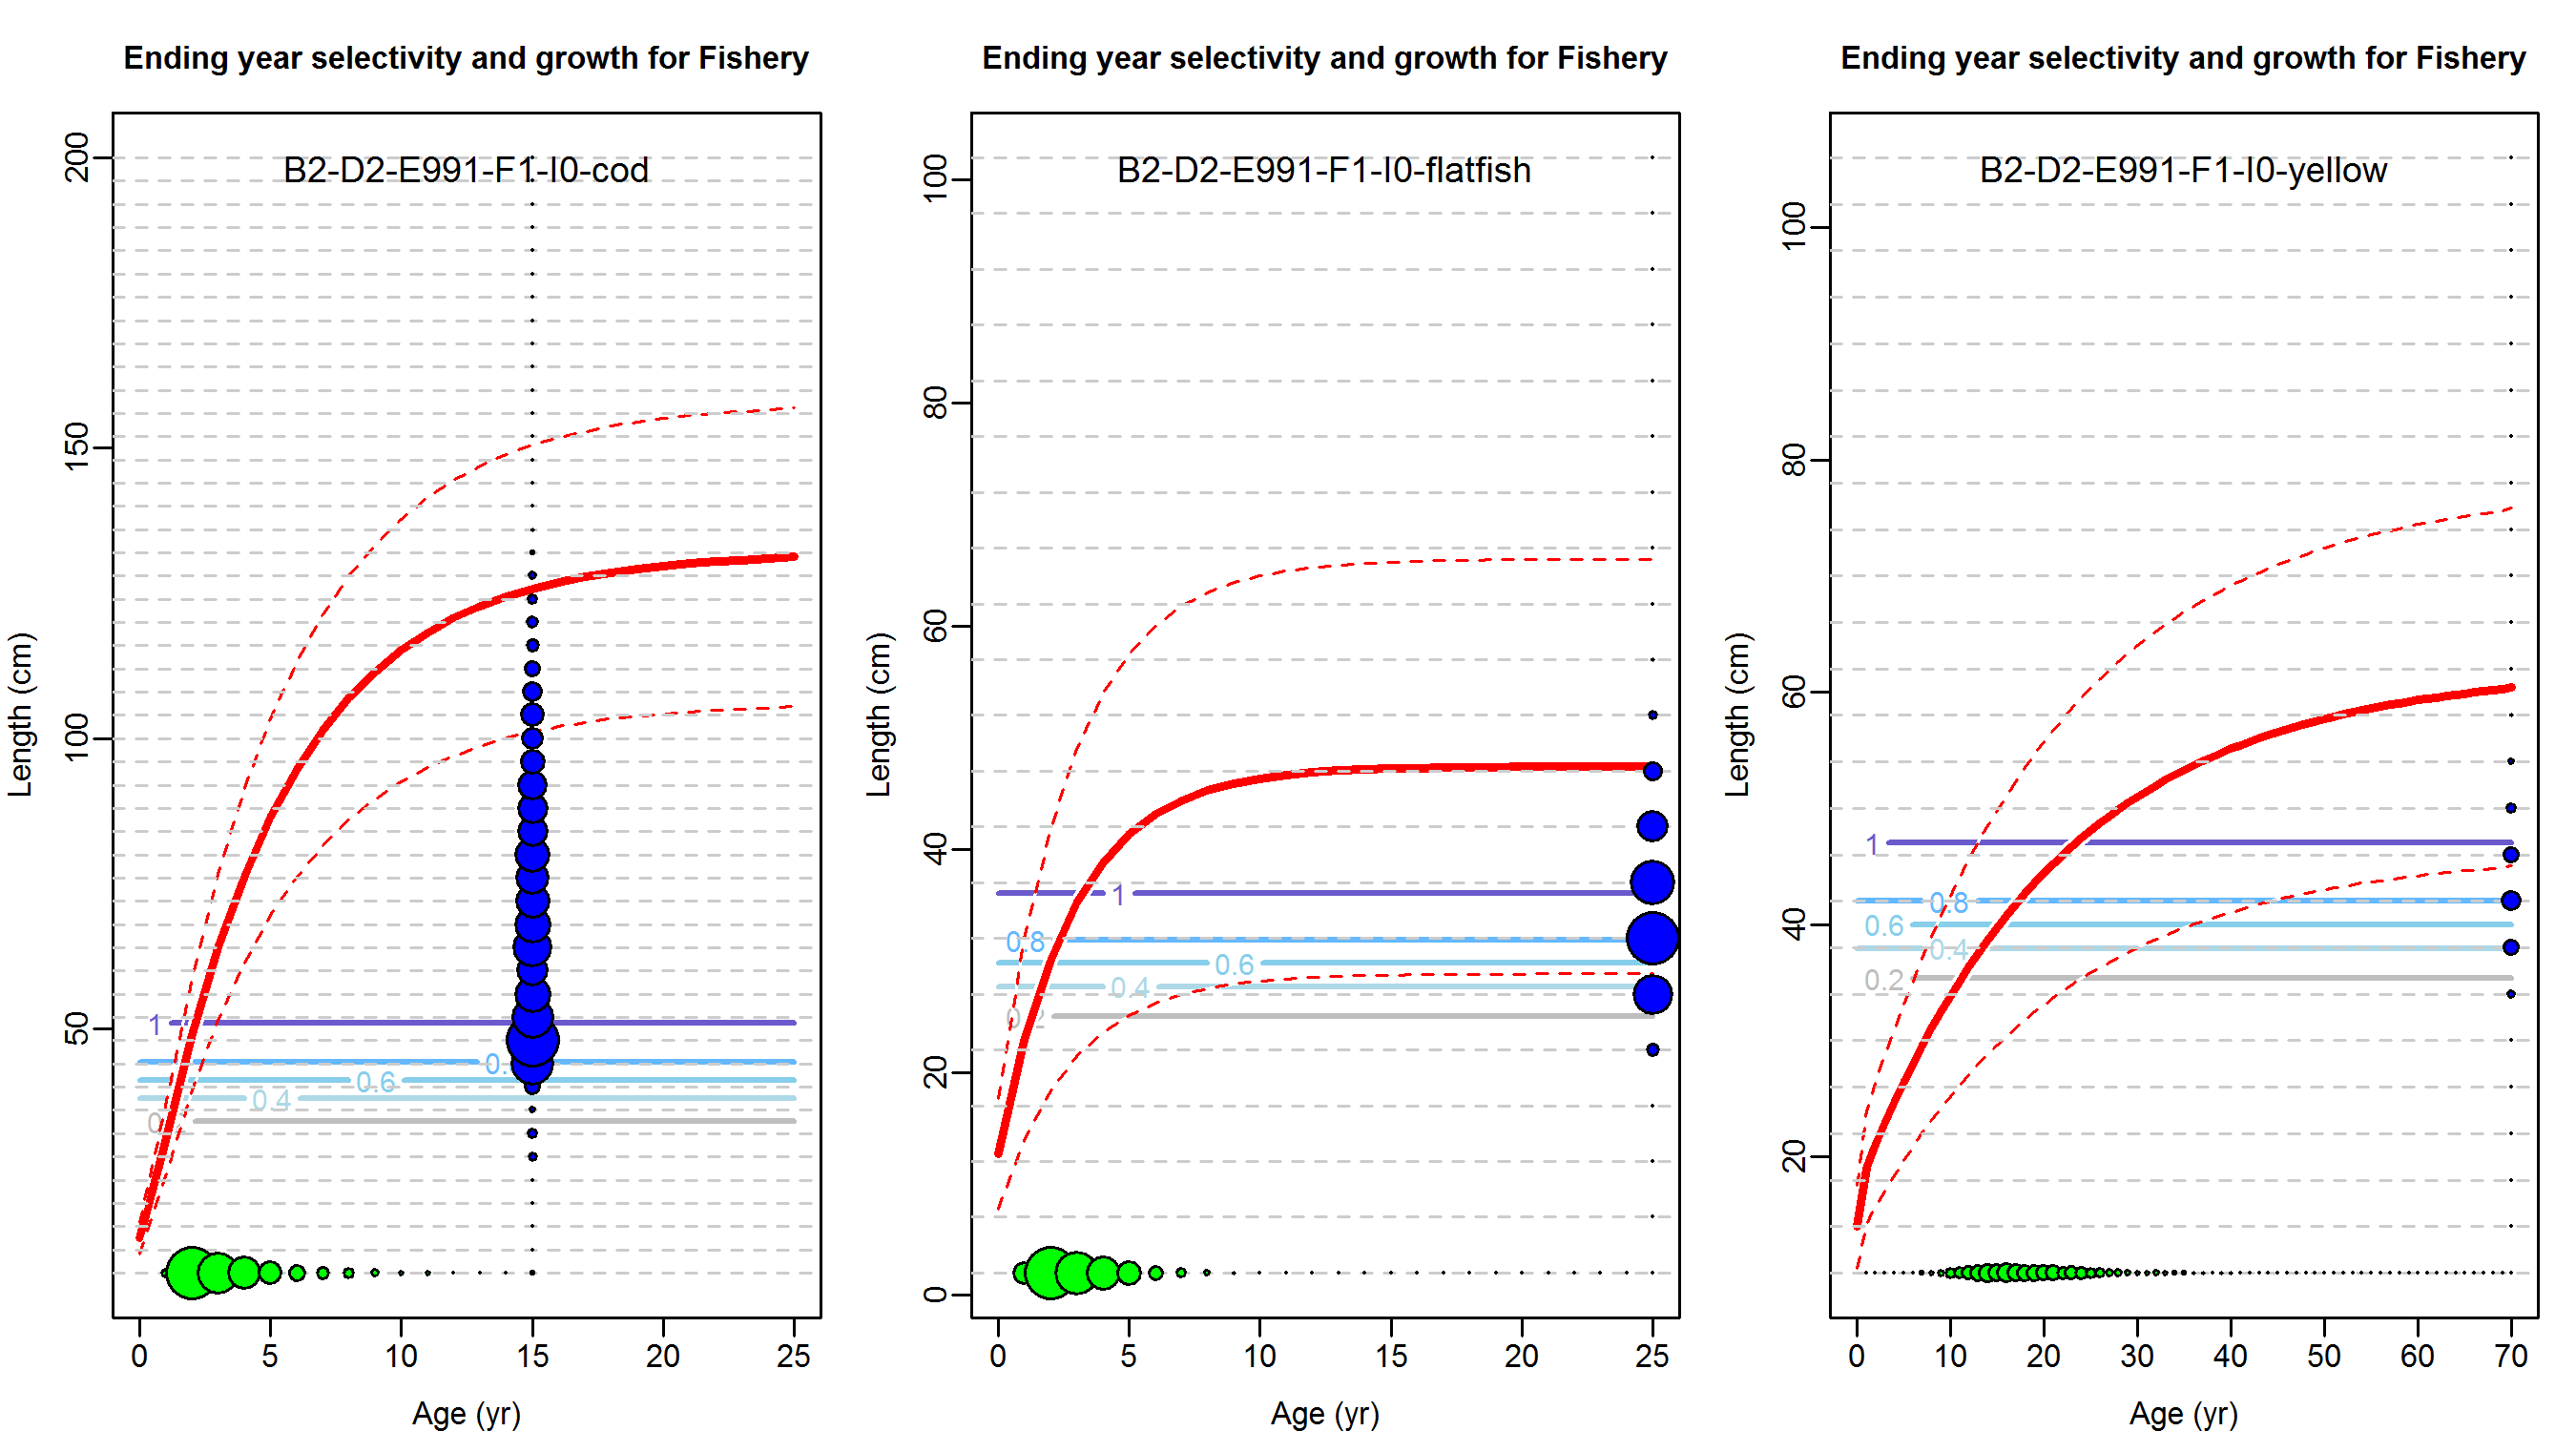 Ending year selectivity and growth for Fishery
B2-D2-E991-F1-I0-cod
Length (cm)
200
150
100
50
1
0.6
0.4
0 5 10 15 20 25
Age (yr)
Ending year selectivity and growth for Fishery
B2-D2-E991-F1-I0-flatfish
Length (cm)
100
80
60
40
20
0
1
0.8
0.6
0.4
0.2
0 5 10 15 20 25
Age (yr)
Ending year selectivity and growth for Fishery
B2-D2-E991-F1-I0-yellow
Length (cm)
100
80
60
40
20
1
0.8
0.6
0.4
0.2
0 10 20 30 40 50 60 70
Age (yr)